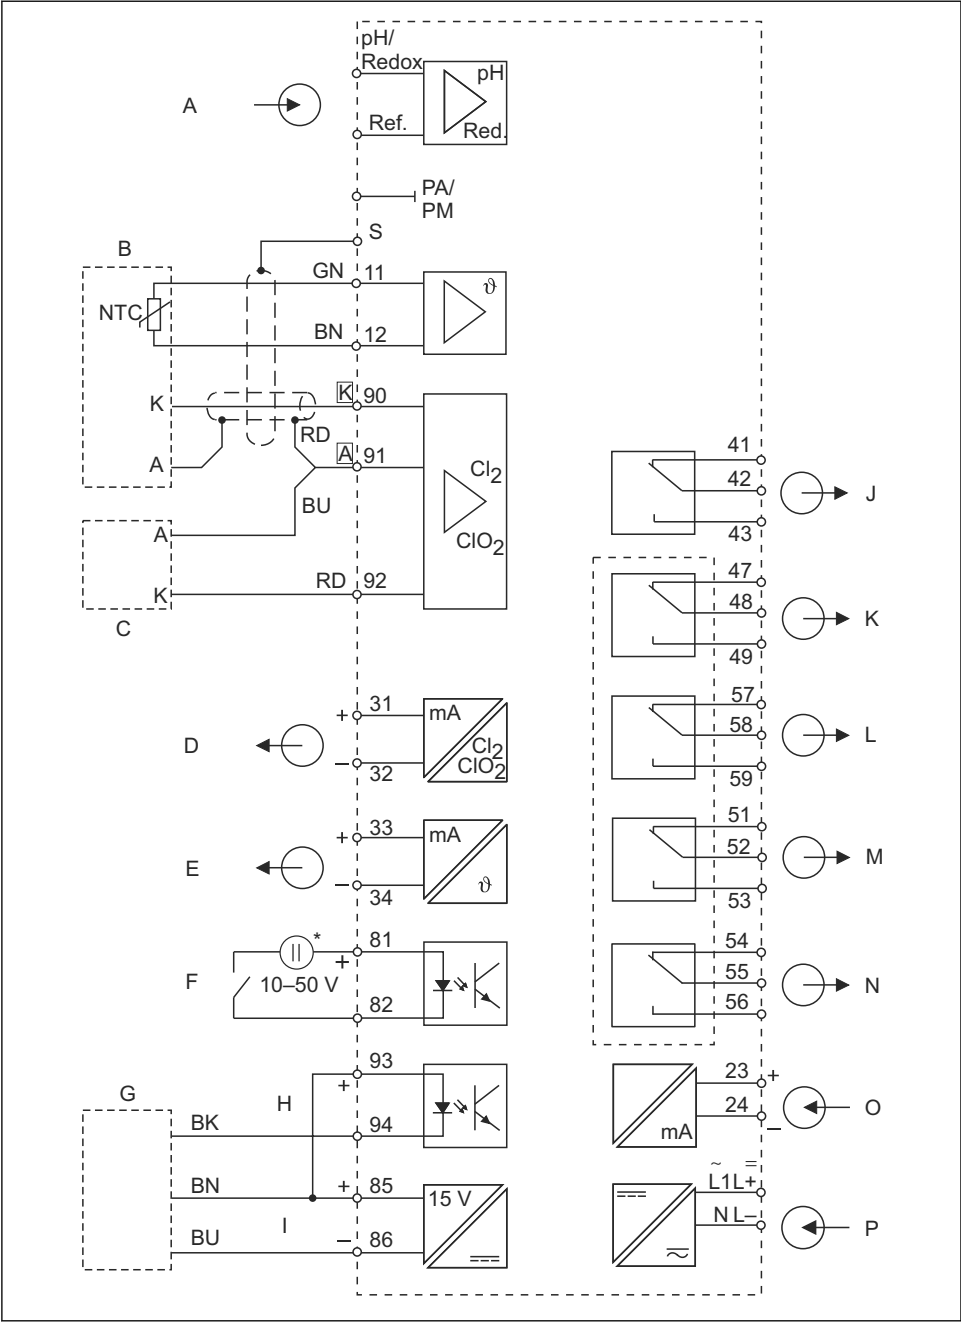 pH/
Redox
pH
A
Ref.
Red.
PA/
PM
S
B
GN 11
ϑ
NTC
BN 12
K
K 90
RD
A
A 91
Cl2
BU
ClO2
A
K
RD 92
C
41
42
J
43
47
48
K
49
57
58
L
59
51
52
M
53
54
55
N
56
+ 31
mA
D
Cl2
ClO2
– 32
+ 33
mA
E
ϑ
– 34
* 81
+
F
10–50 V
82
93
+
G
H
BK
94
BN
+ 85
15 V
I
BU
– 86
23 +
24
O
mA
–
~ =
L1 L+
N L–
P